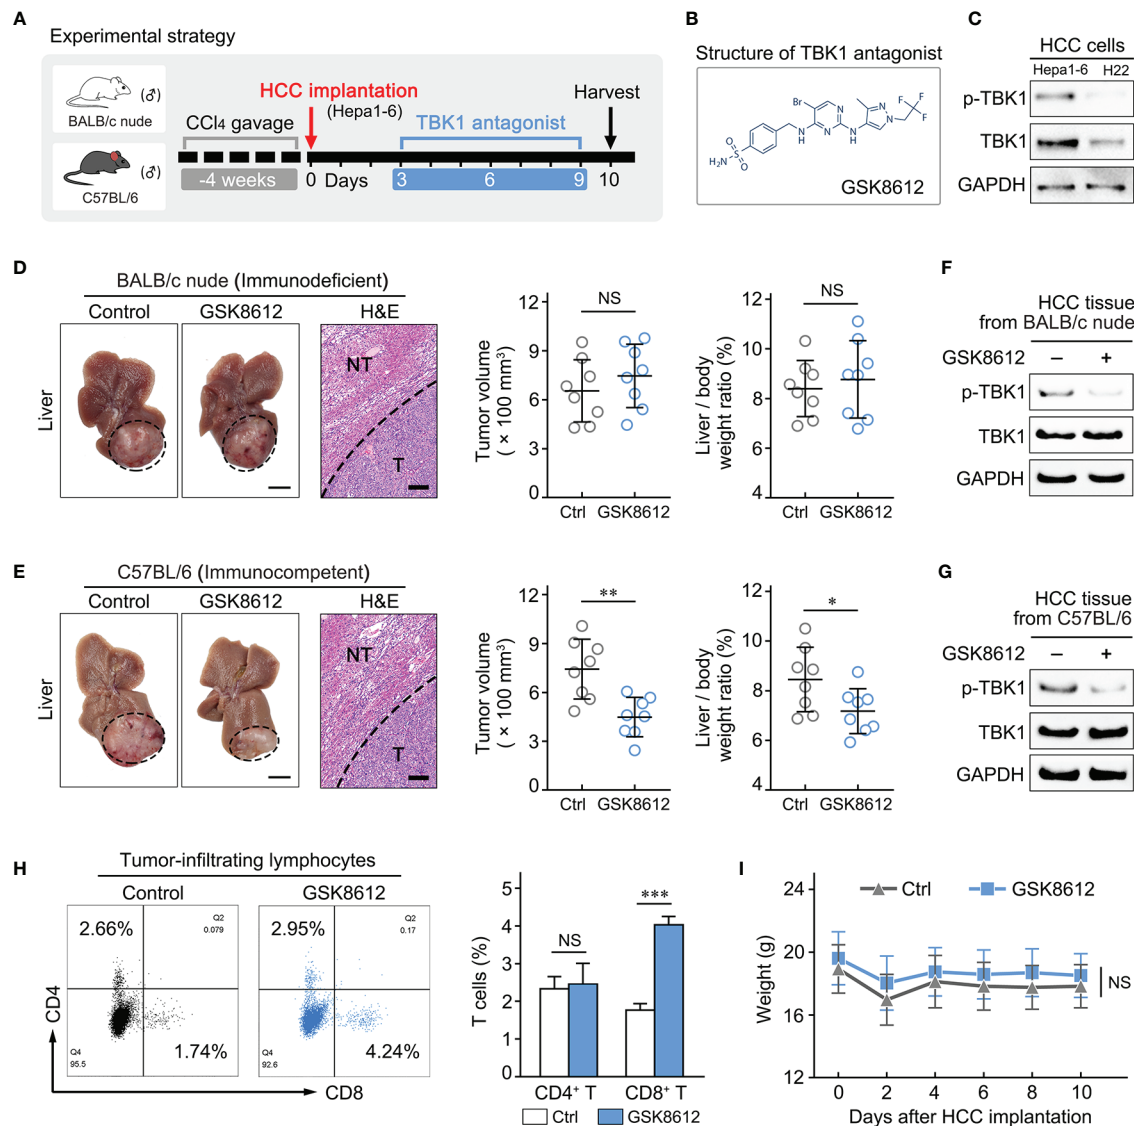 A
Experimental strategy
BALB/c nude
(♂)
C57BL/6
(♂)
HCC implantation
(Hepa1-6)
Harvest
CCl4 gavage
TBK1 antagonist
-4 weeks
0 Days 3 6 9 10
B
Structure of TBK1 antagonist
Br
N
N
N
H
N
H
N
N
CH3
F
F
F
O
S
O
H2N
GSK8612
C
HCC cells
Hepa1-6 H22
p-TBK1
TBK1
GAPDH
D
BALB/c nude (Immunodeficient)
Control GSK8612 H&E
Liver
NT
T
Tumor volume
( × 100 mm³)
12
9
6
3
0
NS
Ctrl GSK8612
Liver / body
weight ratio (%)
12
10
8
6
4
NS
Ctrl GSK8612
F
HCC tissue
from BALB/c nude
GSK8612 – +
p-TBK1
TBK1
GAPDH
E
C57BL/6 (Immunocompetent)
Control GSK8612 H&E
Liver
NT
T
Tumor volume
( × 100 mm³)
12
9
6
3
0
**
Ctrl GSK8612
Liver / body
weight ratio (%)
12
10
8
6
4
*
Ctrl GSK8612
G
HCC tissue
from C57BL/6
GSK8612 – +
p-TBK1
TBK1
GAPDH
H
Tumor-infiltrating lymphocytes
Control GSK8612
2.66%
Q2
0.079
Q4
95.5
1.74%
2.95%
Q2
0.17
Q4
92.6
4.24%
CD4
CD8
T cells (%)
5
4
3
2
1
0
NS
***
CD4⁺ T CD8⁺ T
Ctrl GSK8612
I
Weight (g)
24
20
16
12
Ctrl GSK8612
NS
0 2 4 6 8 10
Days after HCC implantation